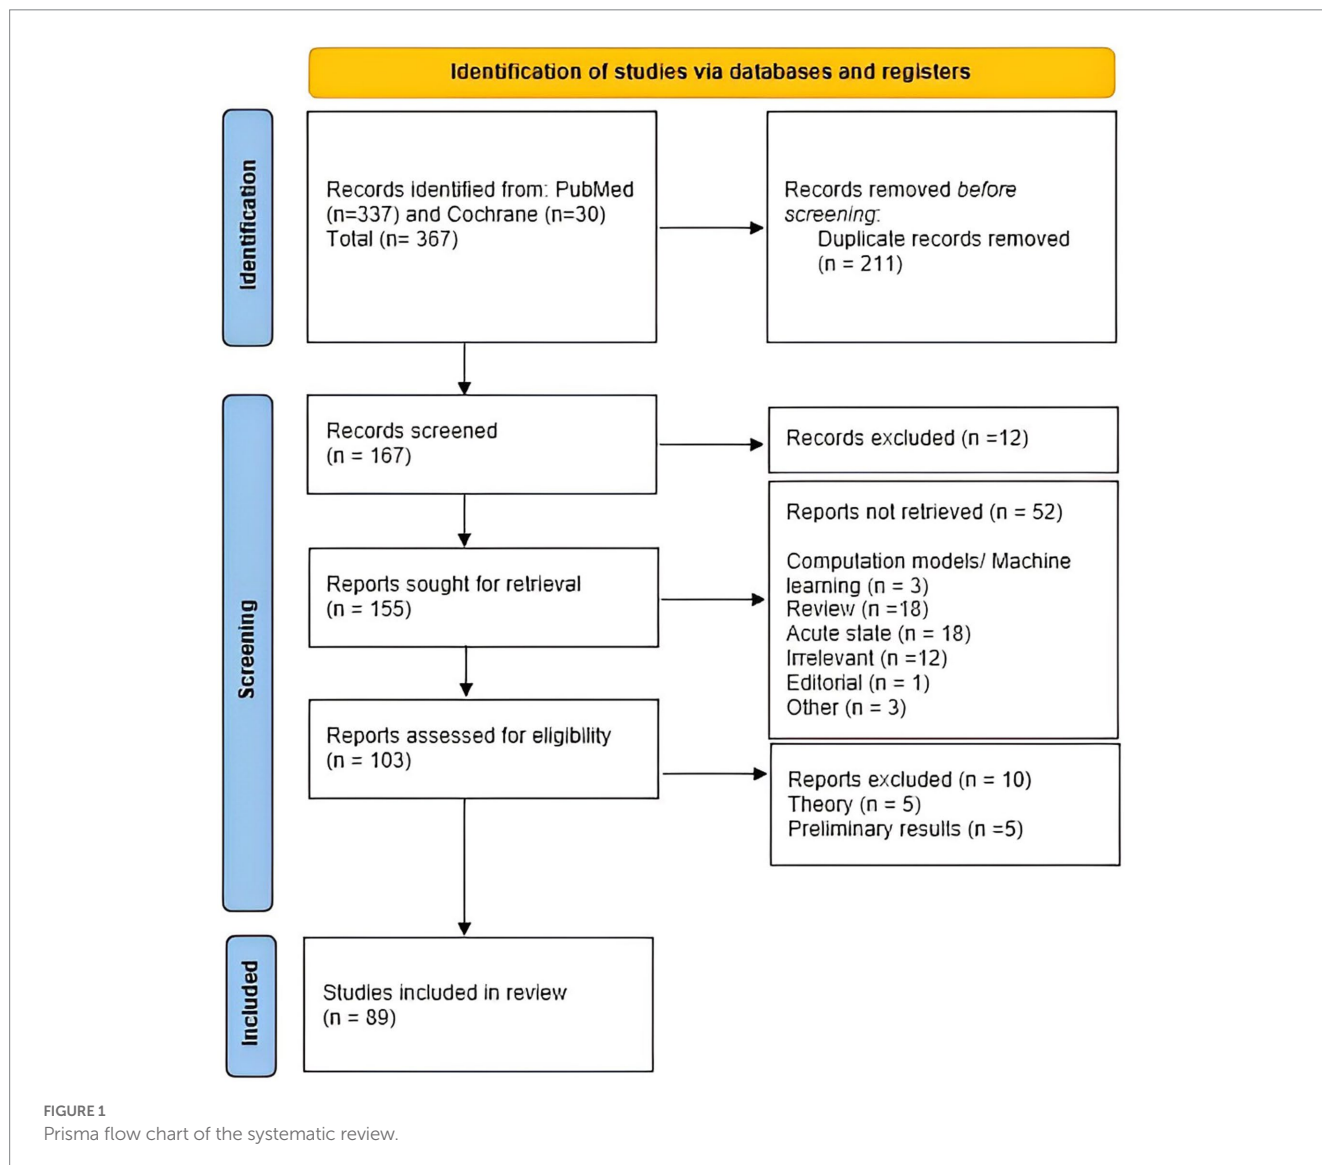 Identification of studies via databases and registers
Identification
Records identified from: PubMed
(n=337) and Cochrane (n=30)
Total (n= 367)
Records removed before
screening:
Duplicate records removed
(n = 211)
Screening
Records screened
(n = 167)
Records excluded (n =12)
Reports sought for retrieval
(n = 155)
Reports not retrieved (n = 52)
Computation models/ Machine
learning (n = 3)
Review (n =18)
Acute state (n = 18)
Irrelevant (n =12)
Editorial (n = 1)
Other (n = 3)
Reports assessed for eligibility
(n = 103)
Reports excluded (n = 10)
Theory (n = 5)
Preliminary results (n =5)
Included
Studies included in review
(n = 89)
FIGURE 1
Prisma flow chart of the systematic review.